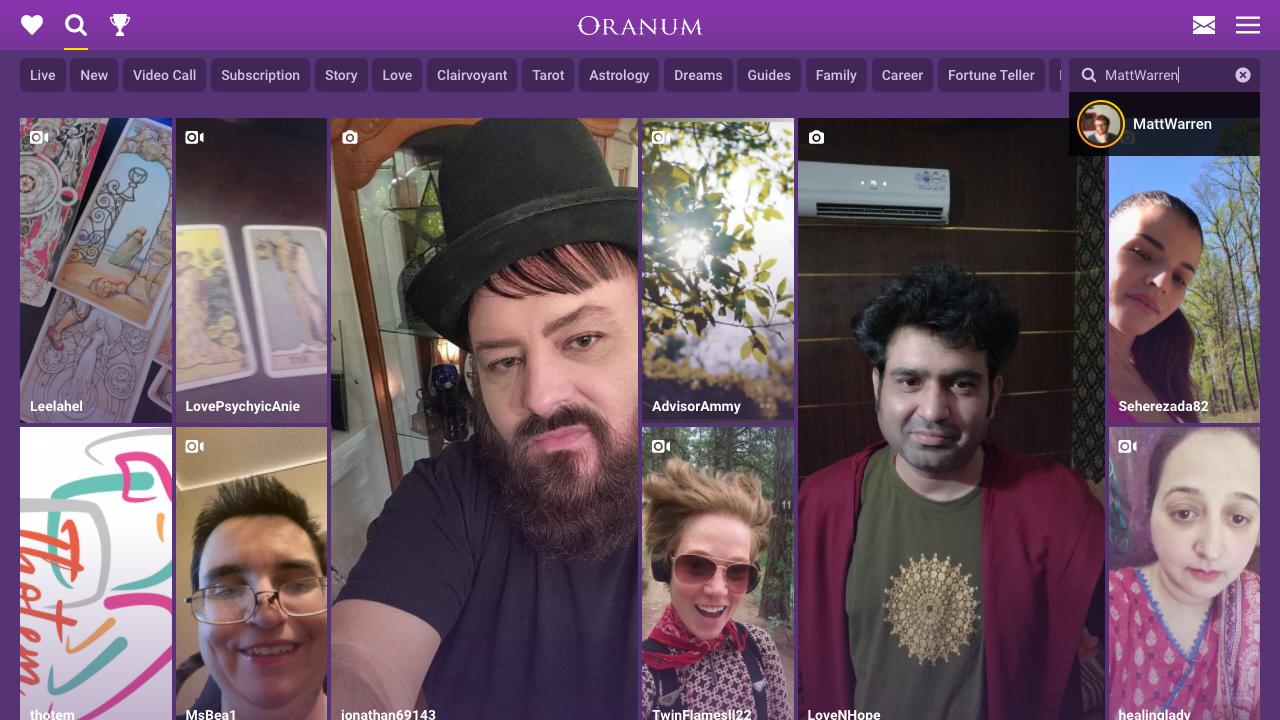 ORANUM
Live
New
Video Call
Subscription
Story
Love
Clairvoyant
Tarot
Astrology
Dreams
Guides
Family
Career
Fortune Teller
MattWarren
MattWarren
Leelahel
LovePsychyicAnie
AdvisorAmmy
Seherezada82
Thotem
thotem
MsBea1
jonathan69143
TwinFlamesII22
LoveNHope
healinglady